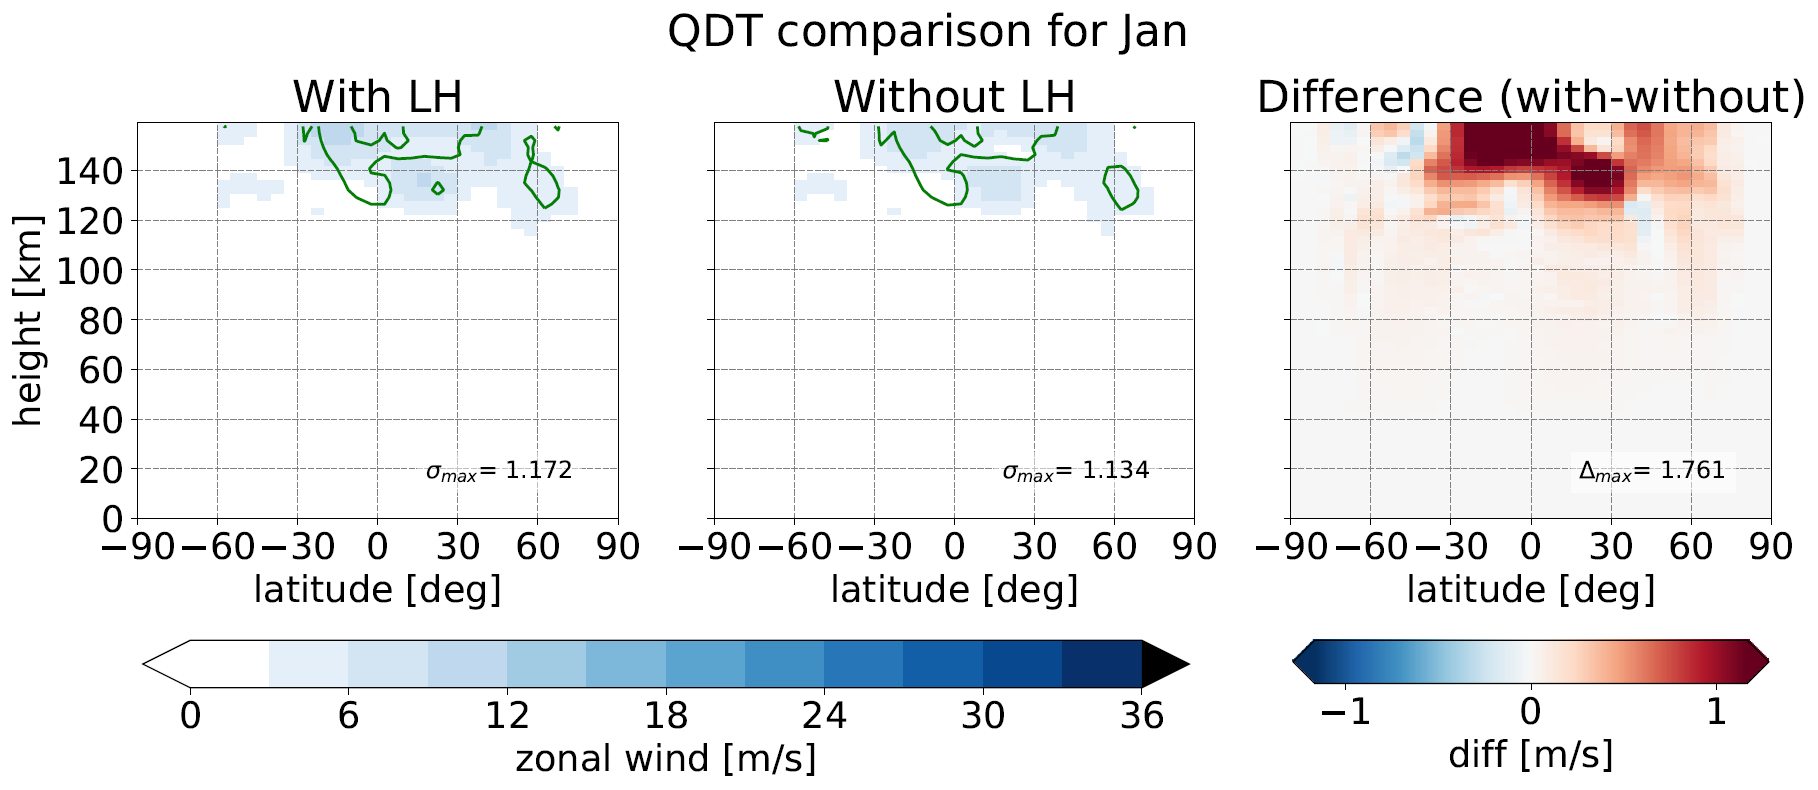 QDT comparison for Jan
With LH
Without LH
Difference (with-without)
height [km]
140
120
100
80
60
40
20
0
σmax= 1.172
σmax= 1.134
Δmax= 1.761
−90 −60 −30 0 30 60 90
−90 −60 −30 0 30 60 90
−90 −60 −30 0 30 60 90
latitude [deg]
latitude [deg]
latitude [deg]
0 6 12 18 24 30 36
zonal wind [m/s]
−1 0 1
diff [m/s]